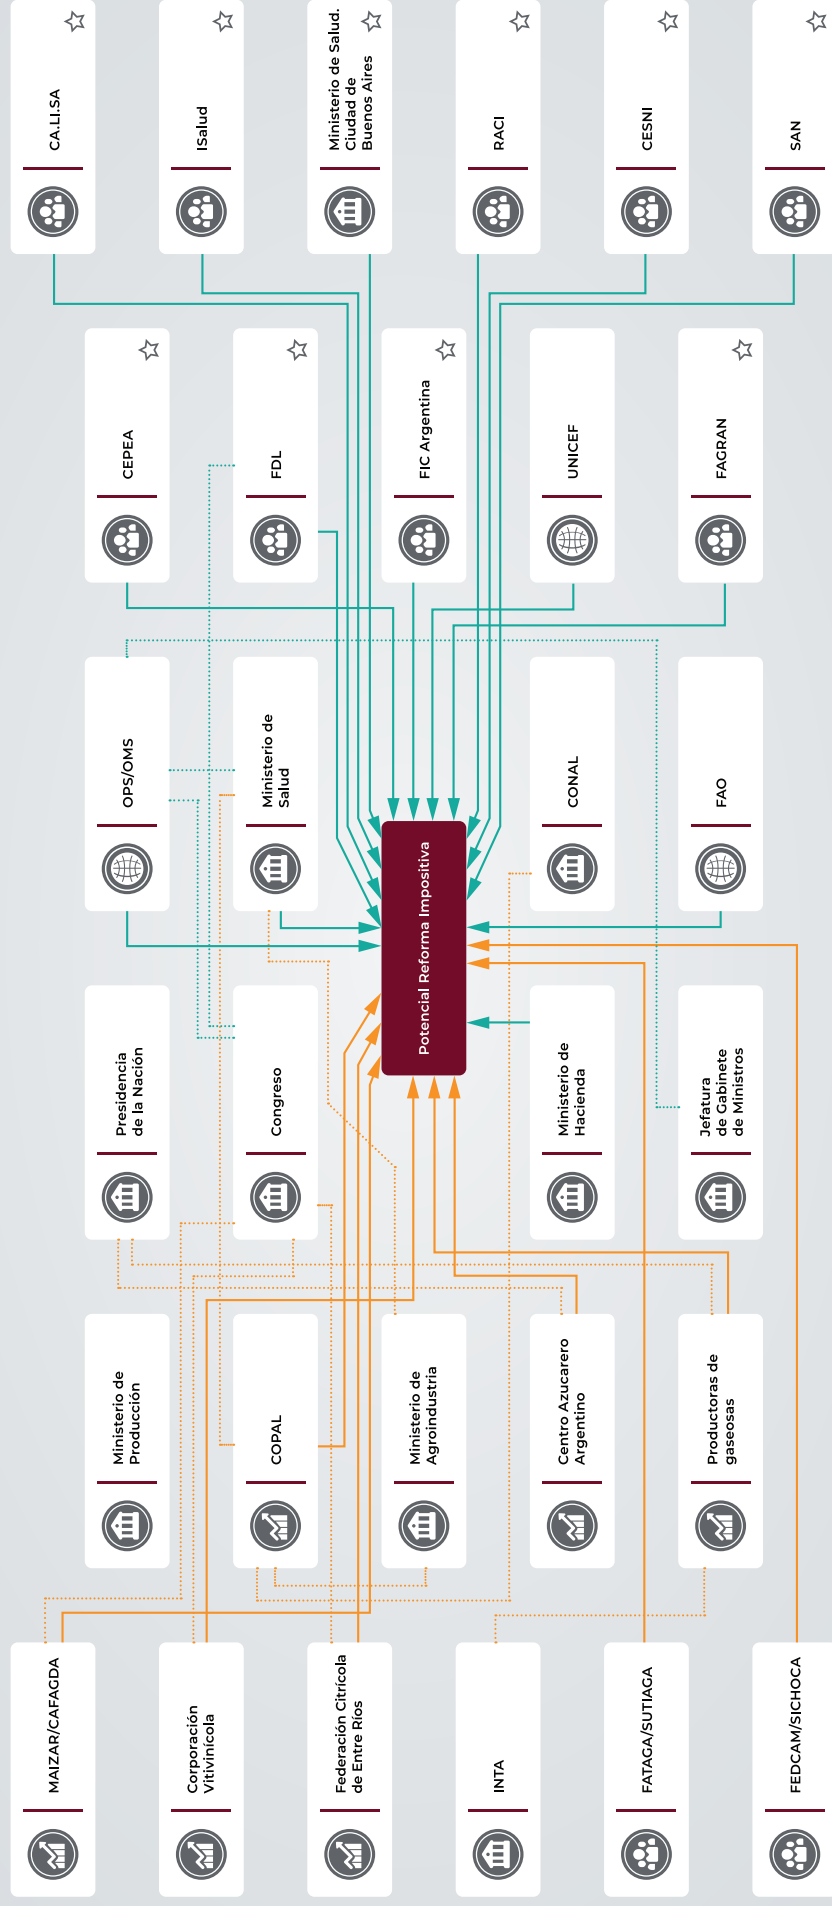 CA.LI.SA
ISalud
Ministerio de Salud.
Ciudad de
Buenos Aires
RACI
CESNI
SAN
CEPEA
FDL
FIC Argentina
UNICEF
FAGRAN
OPS/OMS
Ministerio de
Salud
CONAL
FAO
Potencial Reforma Impositiva
Presidencia
de la Nación
Congreso
Ministerio de
Hacienda
Jefatura
de Gabinete
de Ministros
Ministerio de
Producción
COPAL
Ministerio de
Agroindustria
Centro Azucarero
Argentino
Productoras de
gaseosas
MAIZAR/CAFAGDA
Corporación
Vitivinícola
Federación Citrícola
de Entre Ríos
INTA
FATAGA/SUTIAGA
FEDCAM/SICHOCA